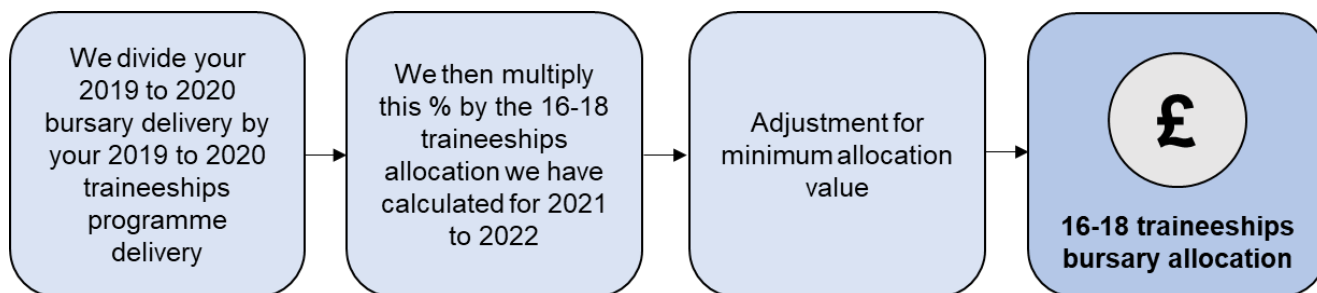 We divide your
2019 to 2020
bursary delivery by
your 2019 to 2020
traineeships
programme
delivery
We then multiply
this % by the 16-18
traineeships
allocation we have
calculated for 2021
to 2022
Adjustment for
minimum allocation
value
£
16-18 traineeships
bursary allocation